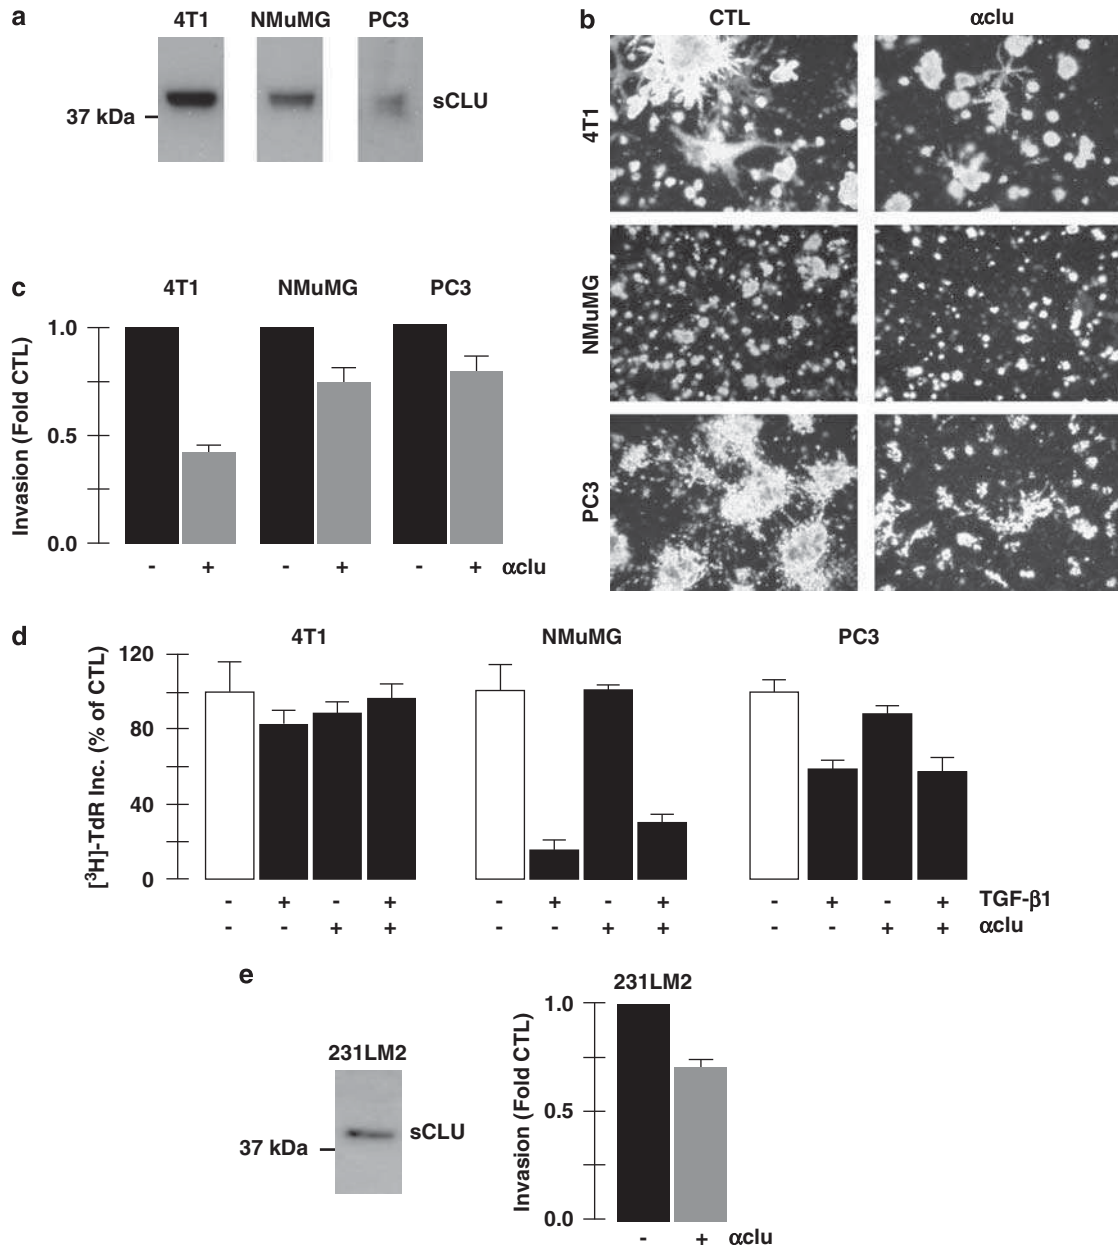 a
4T1 NMuMG PC3
37 kDa
sCLU
b
CTL αclu
4T1
NMuMG
PC3
c
4T1 NMuMG PC3
Invasion (Fold CTL)
1.0
0.5
0.0
- + - + - + αclu
d
4T1 NMuMG PC3
[³H]-TdR Inc. (% of CTL)
120
80
40
0
- + - + - + - + - + - + TGF-β1
- - + + - - + + - - + + αclu
e
231LM2
37 kDa
sCLU
231LM2
Invasion (Fold CTL)
1.0
0.5
0.0
- + αclu